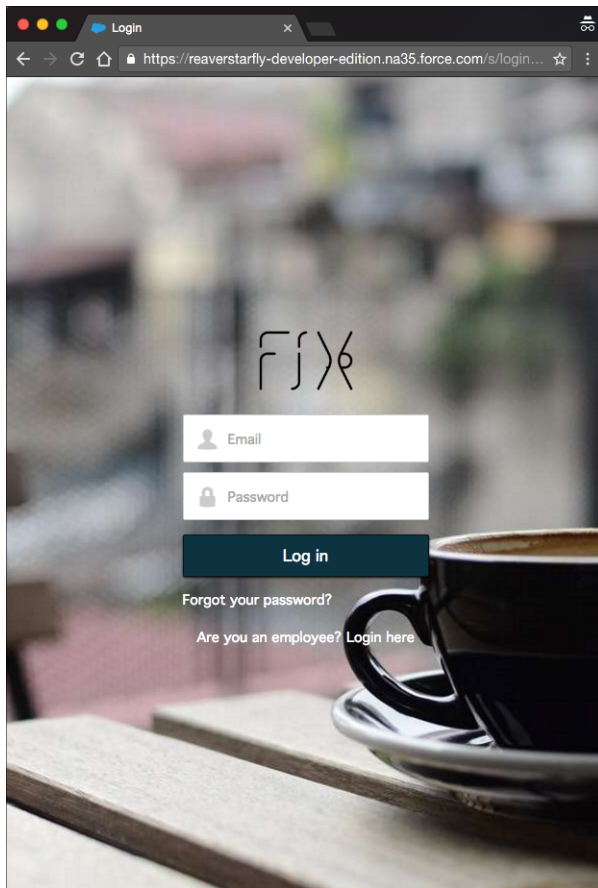 Login
https://reaverstarfly-developer-edition.na35.force.com/s/login...
Email
Password
Log in
Forgot your password?
Are you an employee? Login here